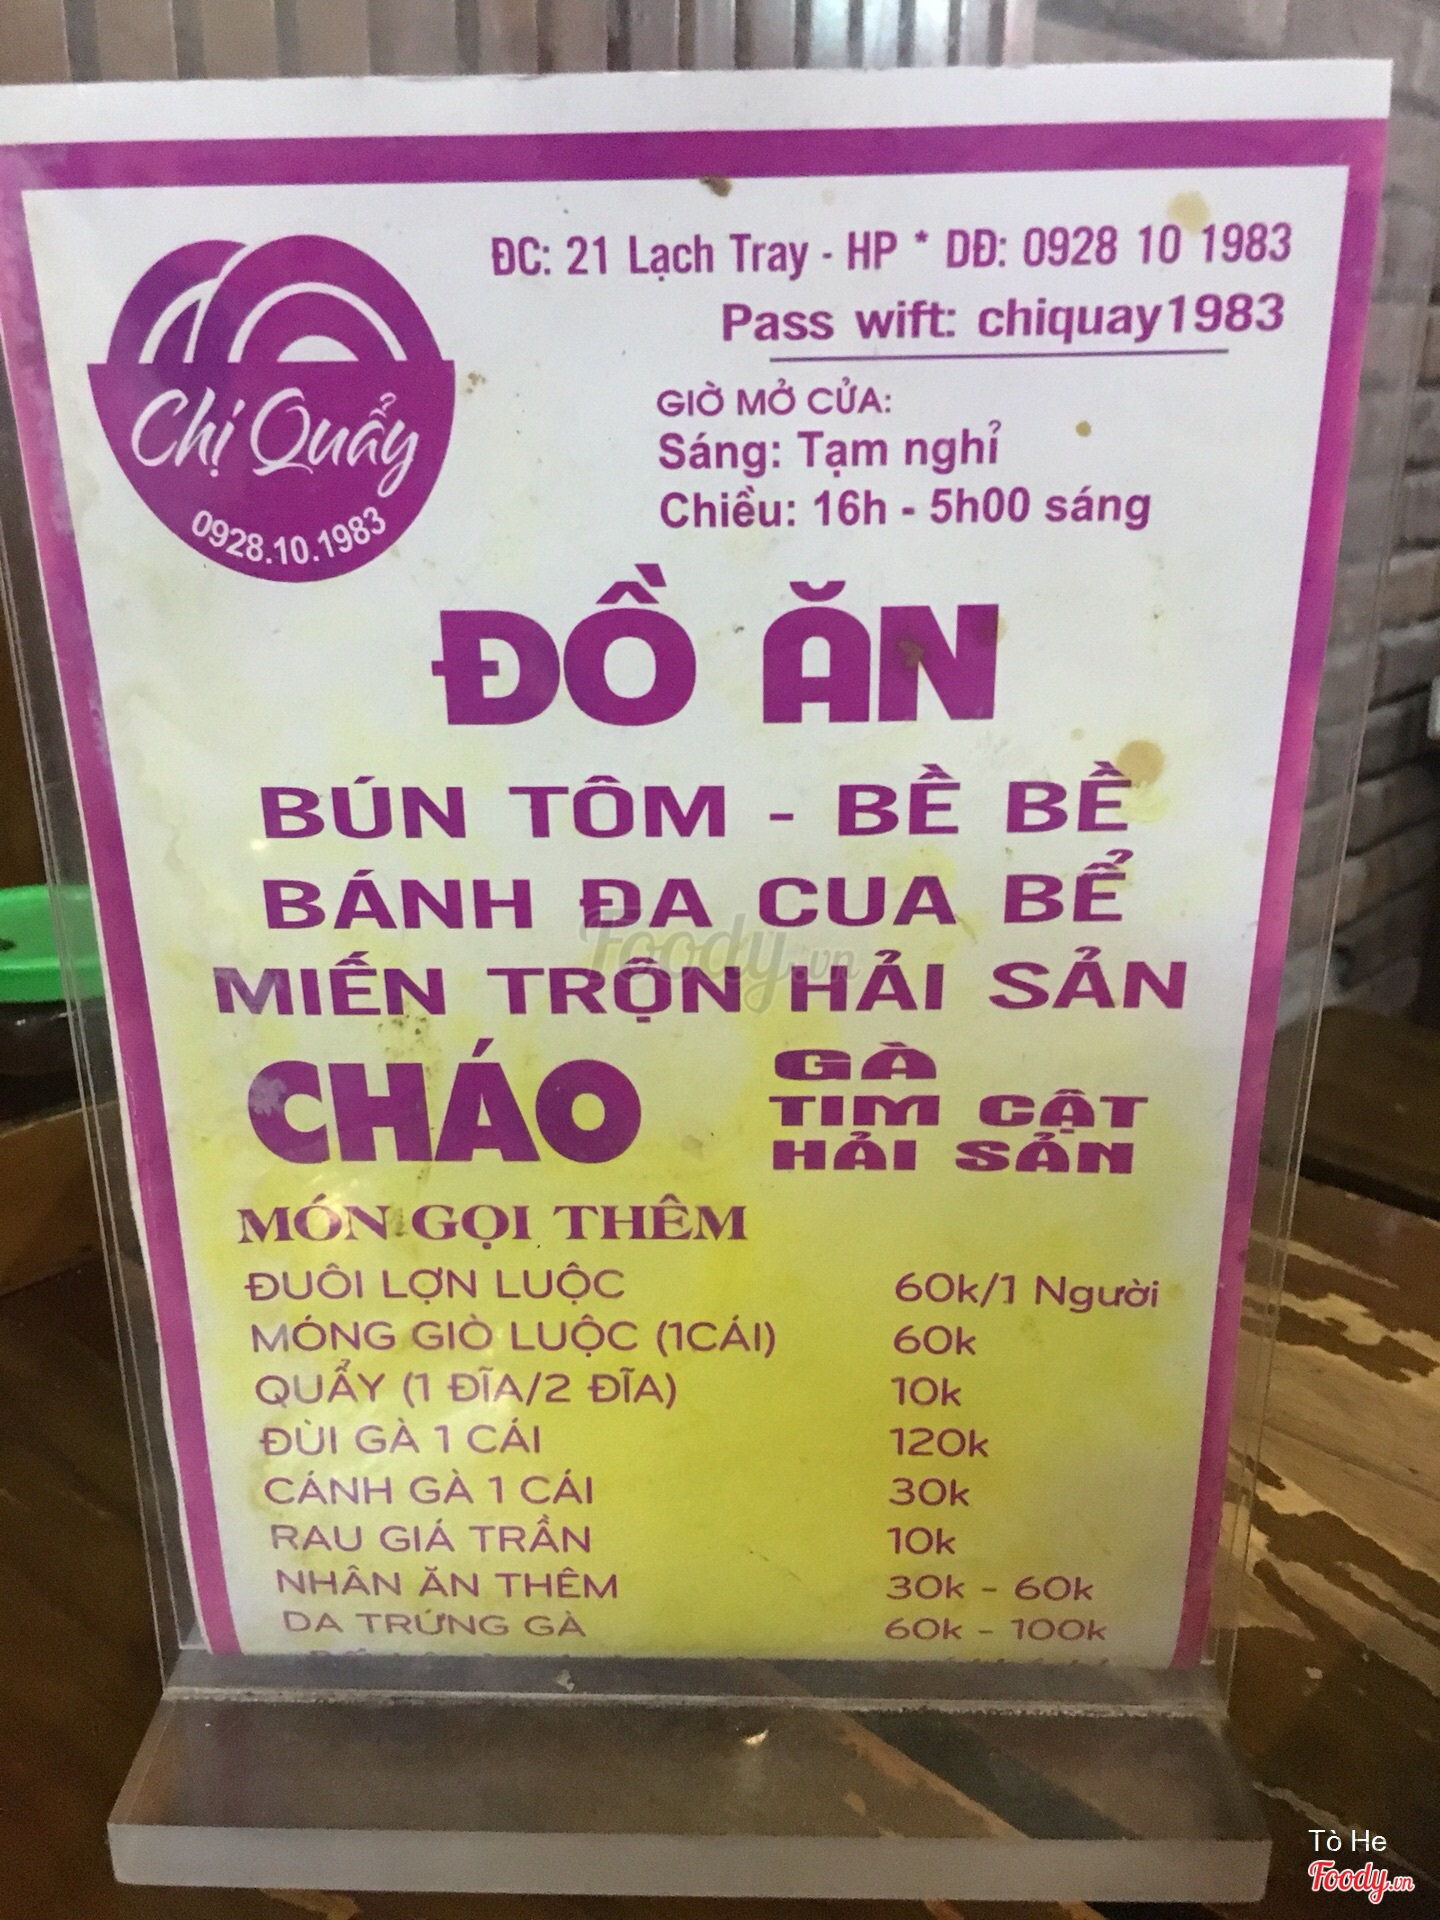 ĐC: 21 Lạch Tray - HP * DĐ: 0928 10 1983
Pass wift: chiquay1983
Chị Quẩy
0928.10.1983
GIỜ MỞ CỬA:
Sáng: Tạm nghỉ
Chiều: 16h - 5h00 sáng
ĐỒ ĂN
BÚN TÔM - BỀ BỀ
BÁNH ĐA CUA BỂ
MIẾN TRỘN HẢI SẢN
CHÁO
GÀ
TIM CẬT
HẢI SẢN
MÓN GỌI THÊM
ĐUÔI LỢN LUỘC 60k/1 Người
MÓNG GIÒ LUỘC (1CÁI) 60k
QUẨY (1 ĐĨA/2 ĐĨA) 10k
ĐÙI GÀ 1 CÁI 120k
CÁNH GÀ 1 CÁI 30k
RAU GIÁ TRẦN 10k
NHÂN ĂN THÊM 30k - 60k
DA TRỨNG GÀ 60k - 100k
Foody.vn
Tò He
Foody.vn